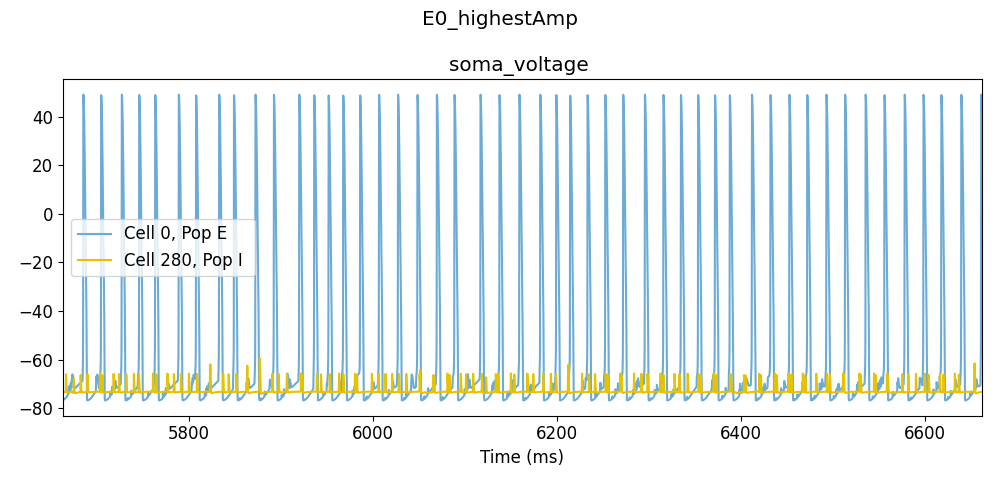 E0_highestAmp
soma_voltage
40
20
0
−20
−40
−60
−80
Cell 0, Pop E
Cell 280, Pop I
5800 6000 6200 6400 6600
Time (ms)